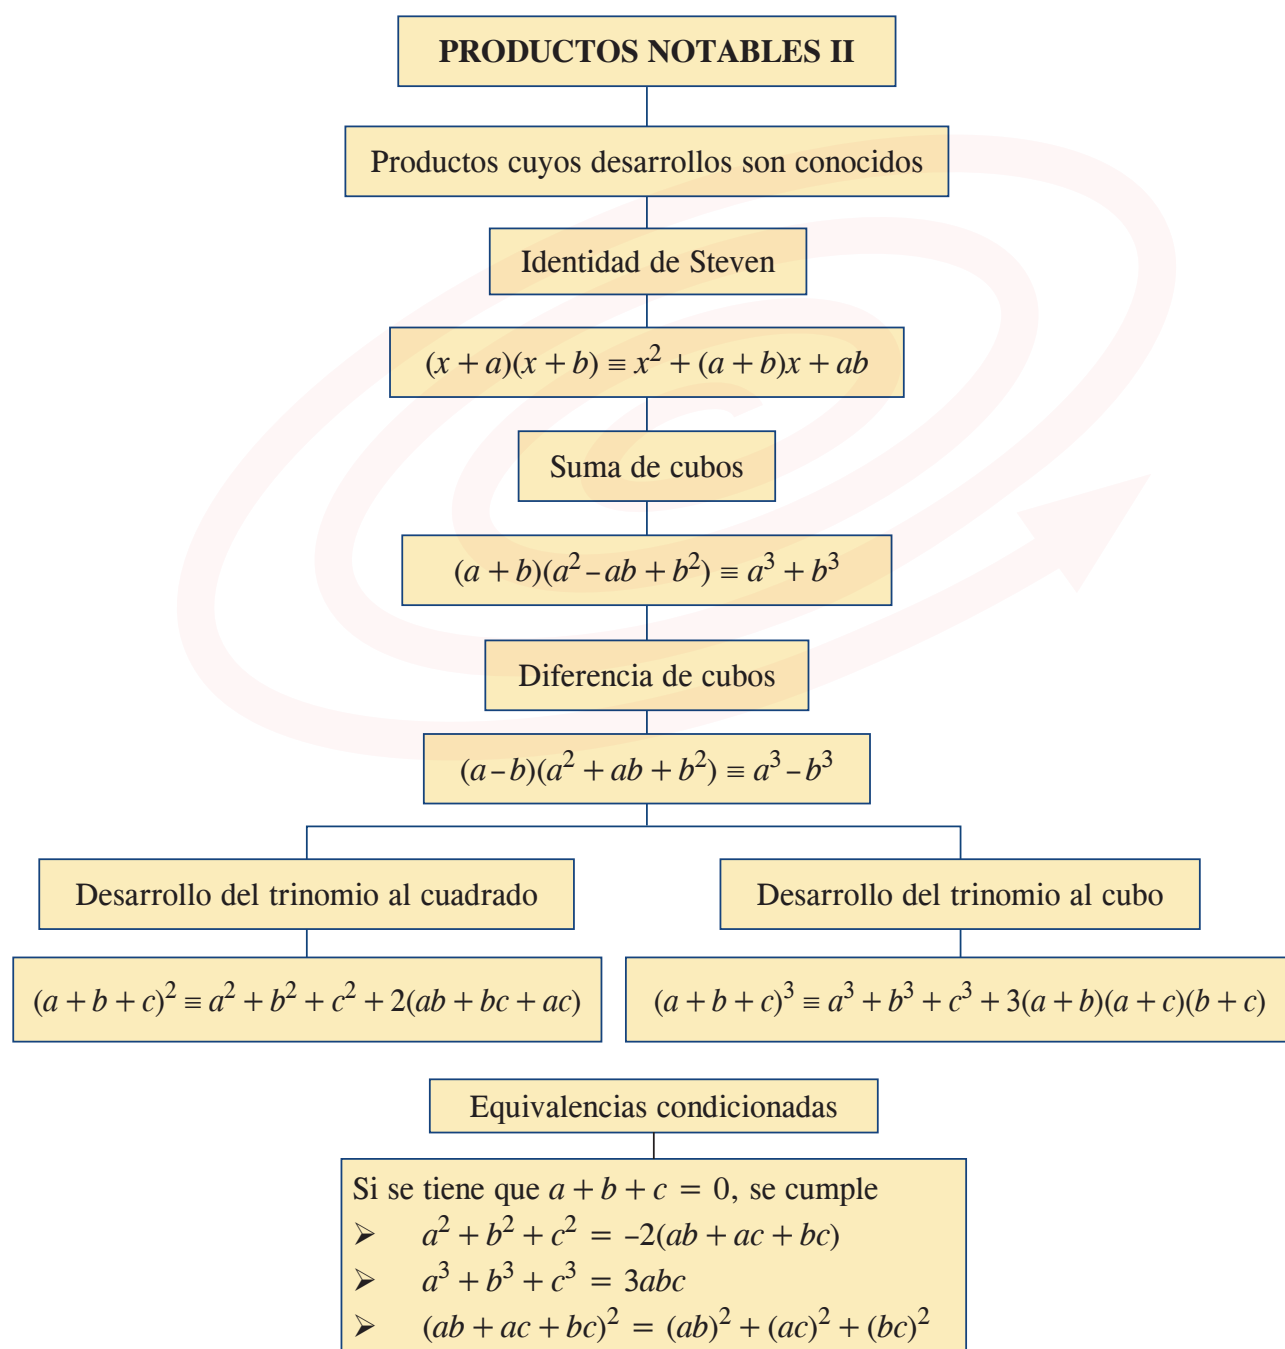 PRODUCTOS NOTABLES II
Productos cuyos desarrollos son conocidos
Identidad de Steven
(x + a)(x + b) ≡ x² + (a + b)x + ab
Suma de cubos
(a + b)(a² – ab + b²) ≡ a³ + b³
Diferencia de cubos
(a – b)(a² + ab + b²) ≡ a³ – b³
Desarrollo del trinomio al cuadrado
(a + b + c)² ≡ a² + b² + c² + 2(ab + bc + ac)
Desarrollo del trinomio al cubo
(a + b + c)³ ≡ a³ + b³ + c³ + 3(a + b)(a + c)(b + c)
Equivalencias condicionadas
Si se tiene que a + b + c = 0, se cumple
➢ a² + b² + c² = –2(ab + ac + bc)
➢ a³ + b³ + c³ = 3abc
➢ (ab + ac + bc)² = (ab)² + (ac)² + (bc)²